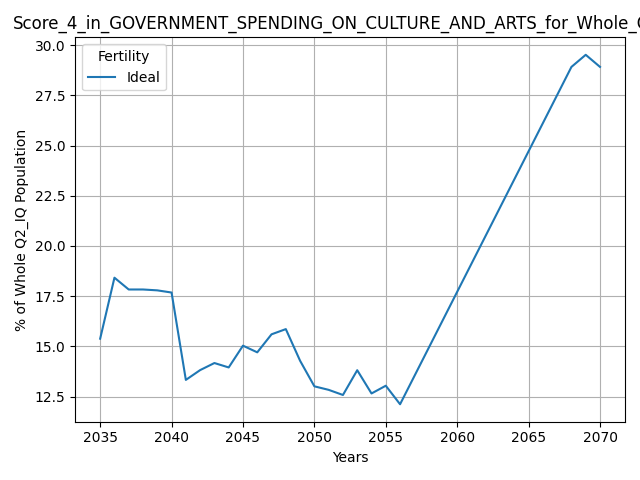 Score_4_in_GOVERNMENT_SPENDING_ON_CULTURE_AND_ARTS_for_Whole_
Fertility
Ideal
% of Whole Q2_IQ Population
30.0
27.5
25.0
22.5
20.0
17.5
15.0
12.5
2035 2040 2045 2050 2055 2060 2065 2070
Years